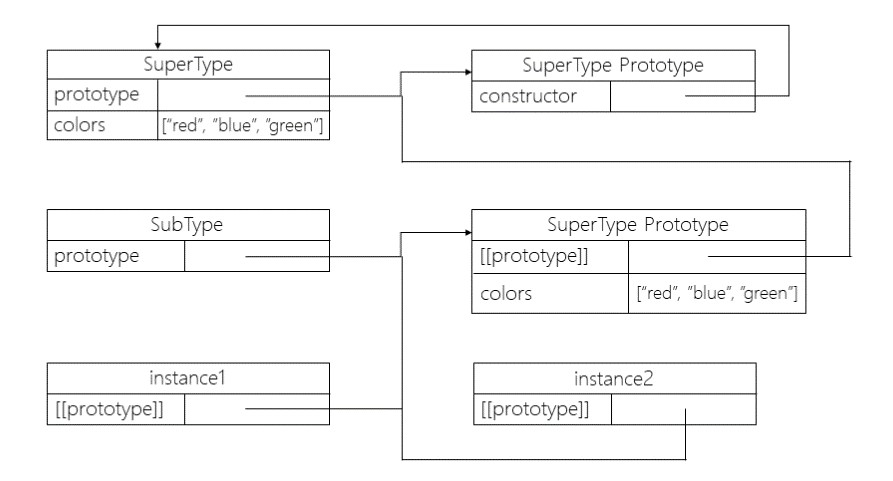 SuperType
prototype
colors ["red", "blue", "green"]
SuperType Prototype
constructor
SubType
prototype
SuperType Prototype
[[prototype]]
colors ["red", "blue", "green"]
instance1
[[prototype]]
instance2
[[prototype]]